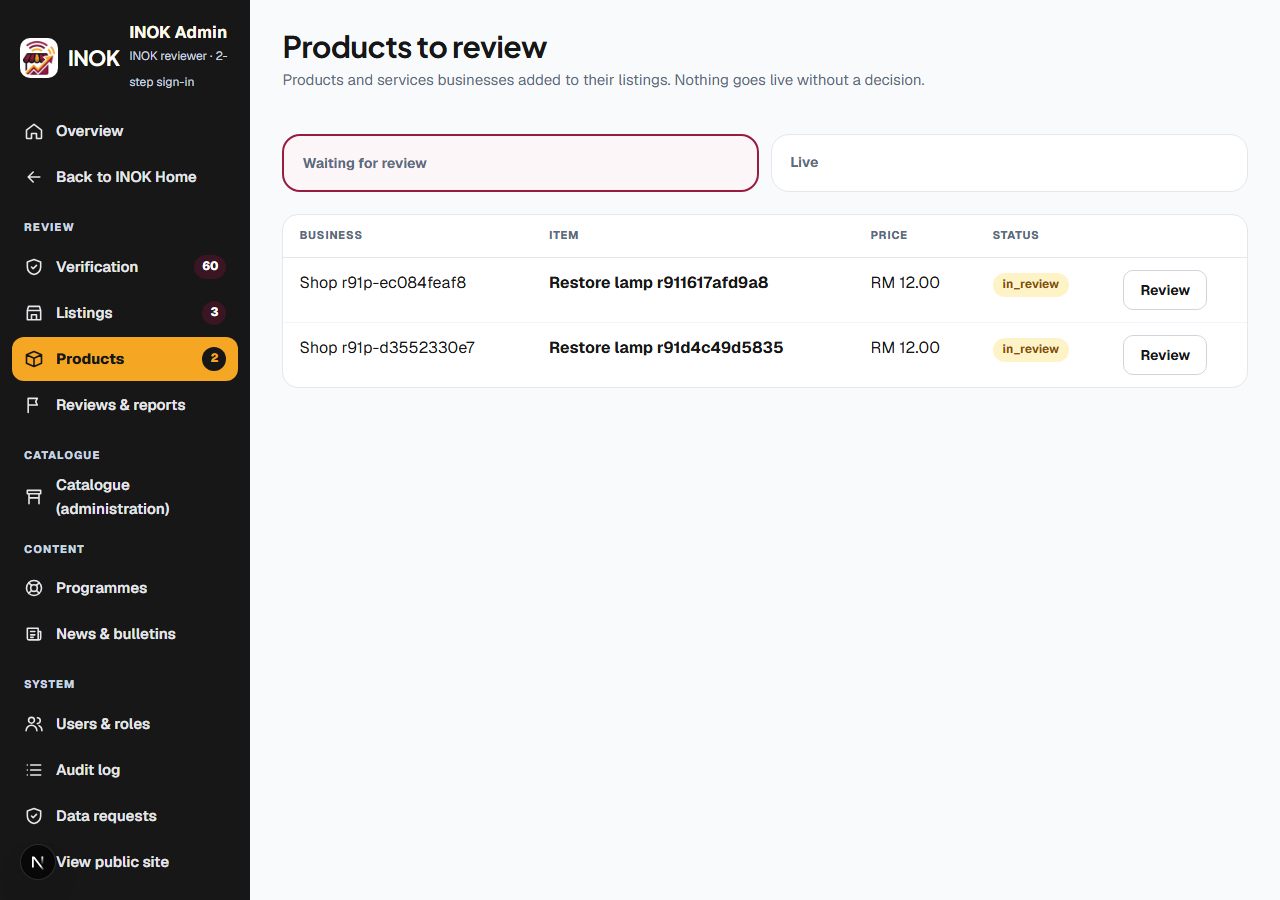 INOK
INOK Admin
INOK reviewer · 2-
step sign-in
Overview
Back to INOK Home
REVIEW
Verification 60
Listings 3
Products 2
Reviews & reports
CATALOGUE
Catalogue
(administration)
CONTENT
Programmes
News & bulletins
SYSTEM
Users & roles
Audit log
Data requests
N View public site
Products to review
Products and services businesses added to their listings. Nothing goes live without a decision.
Waiting for review
Live
BUSINESS ITEM PRICE STATUS
Shop r91p-ec084feaf8 Restore lamp r911617afd9a8 RM 12.00 in_review Review
Shop r91p-d3552330e7 Restore lamp r91d4c49d5835 RM 12.00 in_review Review